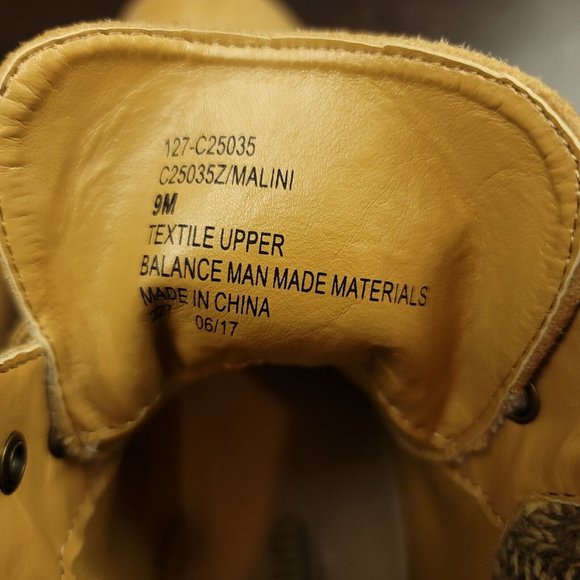 127-C25035
C25035Z/MALINI
9M
TEXTILE UPPER
BALANCE MAN MADE MATERIALS
MADE IN CHINA
06/17